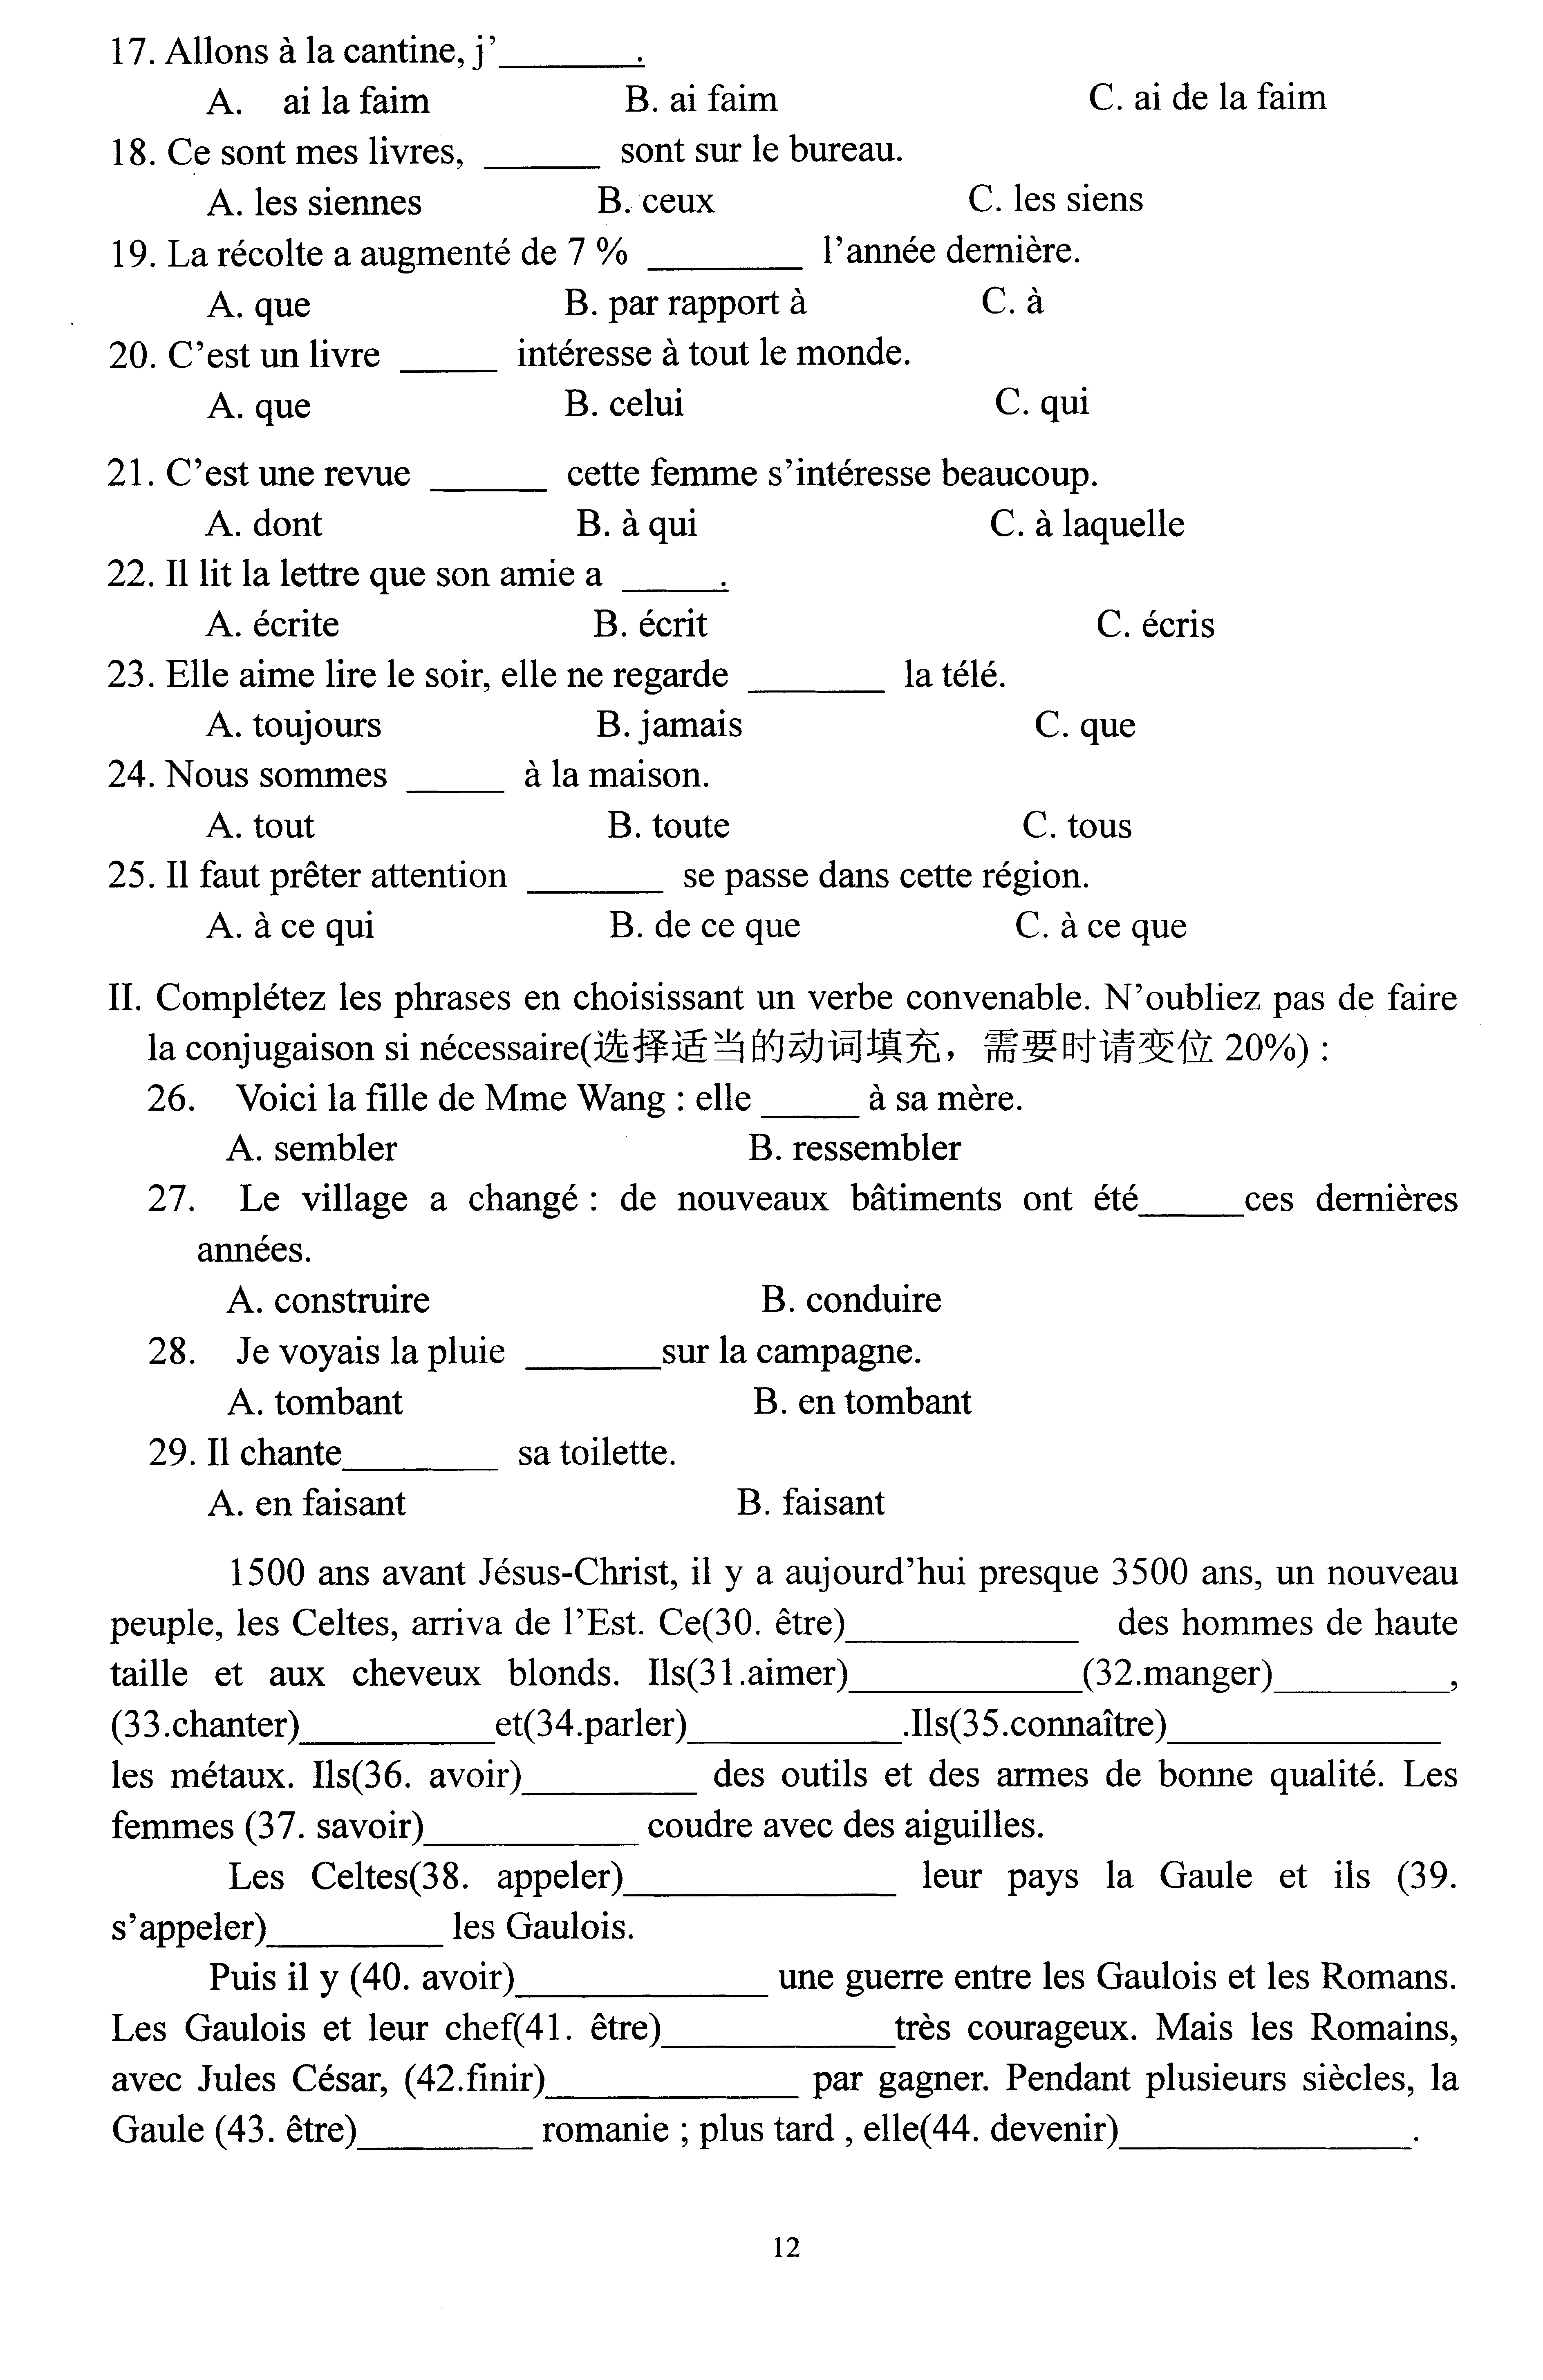 17. Allons à la cantine, j’________.
A. ai la faim B. ai faim C. ai de la faim
18. Ce sont mes livres, ______ sont sur le bureau.
A. les siennes B. ceux C. les siens
19. La récolte a augmenté de 7 % ________ l’année dernière.
A. que B. par rapport à C. à
20. C’est un livre _____ intéresse à tout le monde.
A. que B. celui C. qui
21. C’est une revue ______ cette femme s’intéresse beaucoup.
A. dont B. à qui C. à laquelle
22. Il lit la lettre que son amie a _____.
A. écrite B. écrit C. écris
23. Elle aime lire le soir, elle ne regarde _______ la télé.
A. toujours B. jamais C. que
24. Nous sommes _____ à la maison.
A. tout B. toute C. tous
25. Il faut prêter attention _______ se passe dans cette région.
A. à ce qui B. de ce que C. à ce que
II. Complétez les phrases en choisissant un verbe convenable. N’oubliez pas de faire
la conjugaison si nécessaire(选择适当的动词填充，需要时请变位 20%) :
26. Voici la fille de Mme Wang : elle _____ à sa mère.
A. sembler B. ressembler
27. Le village a changé : de nouveaux bâtiments ont été_____ces dernières
années.
A. construire B. conduire
28. Je voyais la pluie _______sur la campagne.
A. tombant B. en tombant
29. Il chante________ sa toilette.
A. en faisant B. faisant
1500 ans avant Jésus-Christ, il y a aujourd’hui presque 3500 ans, un nouveau
peuple, les Celtes, arriva de l’Est. Ce(30. être)____________ des hommes de haute
taille et aux cheveux blonds. Ils(31.aimer)____________(32.manger)_________,
(33.chanter)__________et(34.parler)___________.Ils(35.connaître)______________
les métaux. Ils(36. avoir)_________ des outils et des armes de bonne qualité. Les
femmes (37. savoir)___________ coudre avec des aiguilles.
Les Celtes(38. appeler)______________ leur pays la Gaule et ils (39.
s’appeler)_________ les Gaulois.
Puis il y (40. avoir)_____________ une guerre entre les Gaulois et les Romans.
Les Gaulois et leur chef(41. être)____________très courageux. Mais les Romains,
avec Jules César, (42.finir)_____________ par gagner. Pendant plusieurs siècles, la
Gaule (43. être)_________ romanie ; plus tard , elle(44. devenir)_______________.
12